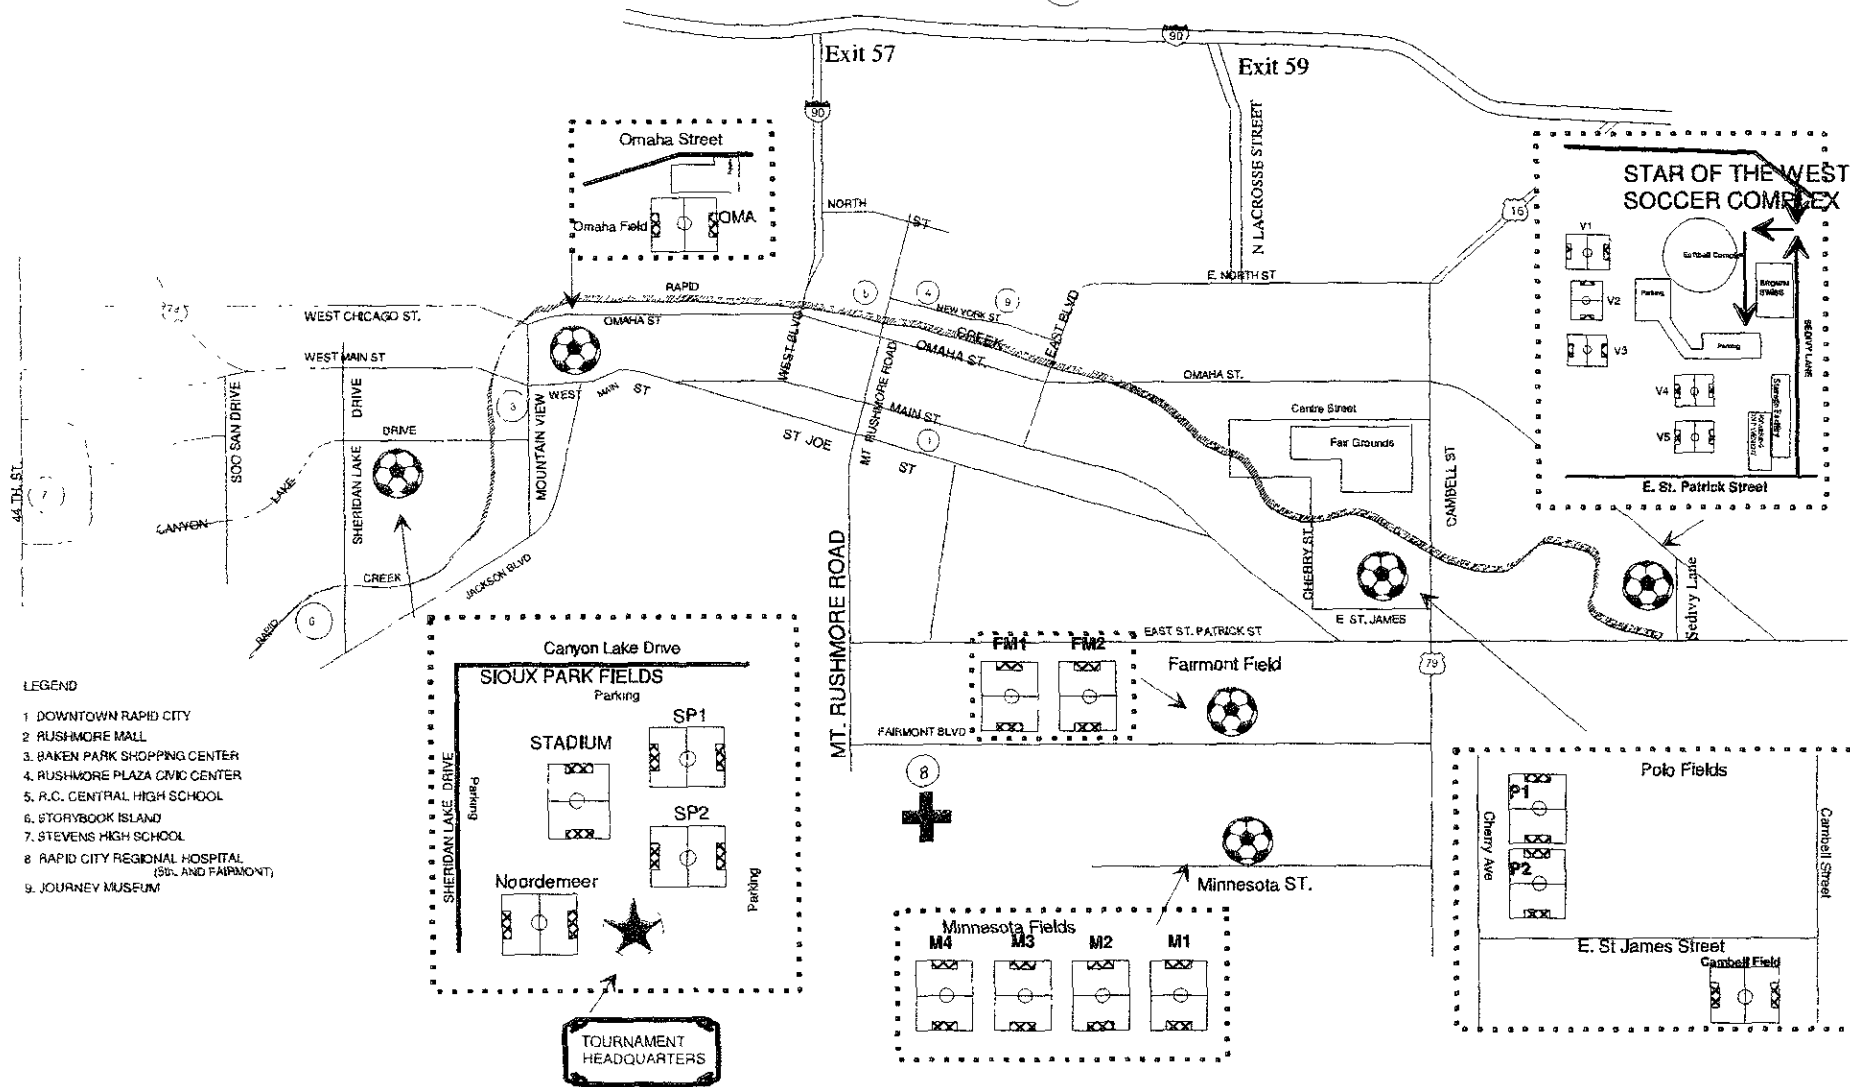 90
Exit 57
Exit 59
90
N LACROSSE STREET
Omaha Street
Omaha Field
OMA
NORTH
ST
16
E. NORTH ST
RAPID
5
4
9
NEW YORK ST
CREEK
WEST CHICAGO ST.
OMAHA ST
WEST BLVD
EAST BLVD
OMAHA ST.
OMAHA ST.
WEST MAIN ST
WEST
MAIN
ST
3
MAIN ST
MT RUSHMORE ROAD
1
ST JOE
ST
SOO SAN DRIVE
SHERIDAN LAKE
DRIVE
DRIVE
LAKE
CANYON
MOUNTAIN VIEW
44 TH. ST.
7
CREEK
RAPID
JACKSON BLVD
6
Centre Street
Fair Grounds
CAMBELL ST
CHERRY ST.
E ST. JAMES
EAST ST. PATRICK ST
79
Sedivy Lane
STAR OF THE WEST
SOCCER COMPLEX
V1
V2
V3
V4
V5
Parking
Parking
BROWN
SWISS
SEDIVY LANE
E. St. Patrick Street
MT. RUSHMORE ROAD
FM1
FM2
Fairmont Field
FAIRMONT BLVD
8
Minnesota ST.
Minnesota Fields
M4
M3
M2
M1
Polo Fields
P1
P2
Cherry Ave
Cambell Street
E. St James Street
Cambell Field
Canyon Lake Drive
SIOUX PARK FIELDS
Parking
SP1
STADIUM
SP2
Noordemeer
SHERIDAN LAKE DRIVE
Parking
Parking
TOURNAMENT
HEADQUARTERS
LEGEND
1 DOWNTOWN RAPID CITY
2 RUSHMORE MALL
3. BAKEN PARK SHOPPING CENTER
4. RUSHMORE PLAZA CIVIC CENTER
5. R.C. CENTRAL HIGH SCHOOL
6. STORYBOOK ISLAND
7. STEVENS HIGH SCHOOL
8 RAPID CITY REGIONAL HOSPITAL
(5th. AND FAIRMONT)
9. JOURNEY MUSEUM